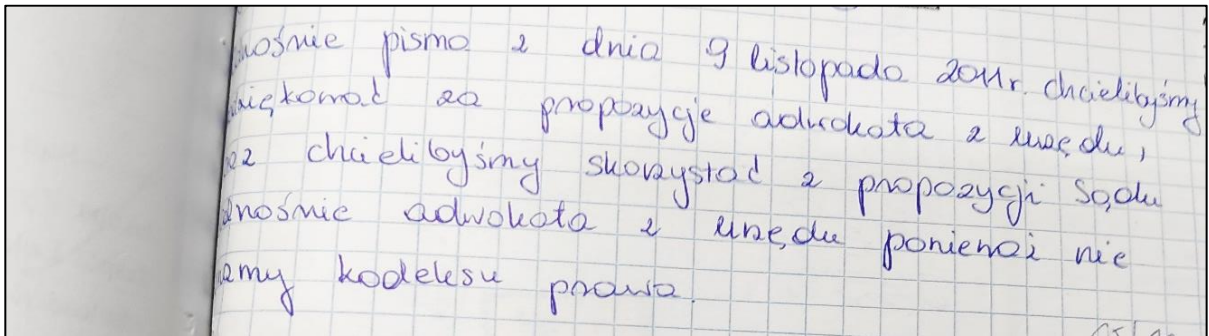 nośnie pismo z dnia 9 listopada 2011r. chcielibyśmy
iękować za propozycje adwokata z urzędu,
az chcielibyśmy skorzystać z propozycji Sądu
nośnie adwokata z urzędu ponieważ nie
amy kodeksu prawa.